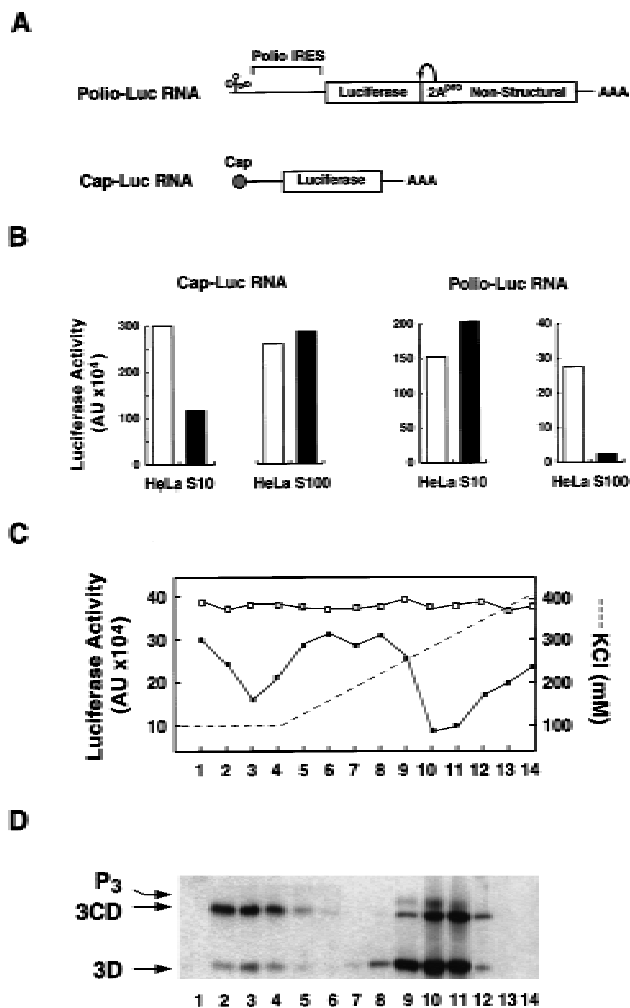 A
Polio IRES
Polio-Luc RNA
Luciferase
2Apro Non-Structural
AAA
Cap
Cap-Luc RNA
Luciferase
AAA
B
Cap-Luc RNA
Polio-Luc RNA
Luciferase Activity
(AU x10⁴)
300
200
100
0
HeLa S10
HeLa S100
200
150
100
50
0
HeLa S10
40
30
20
10
0
HeLa S100
C
Luciferase Activity
(AU x10⁴)
40
30
20
10
400
300
200
100
----KCl (mM)
1 2 3 4 5 6 7 8 9 10 11 12 13 14
D
P3
3CD
3D
1 2 3 4 5 6 7 8 9 10 11 12 13 14